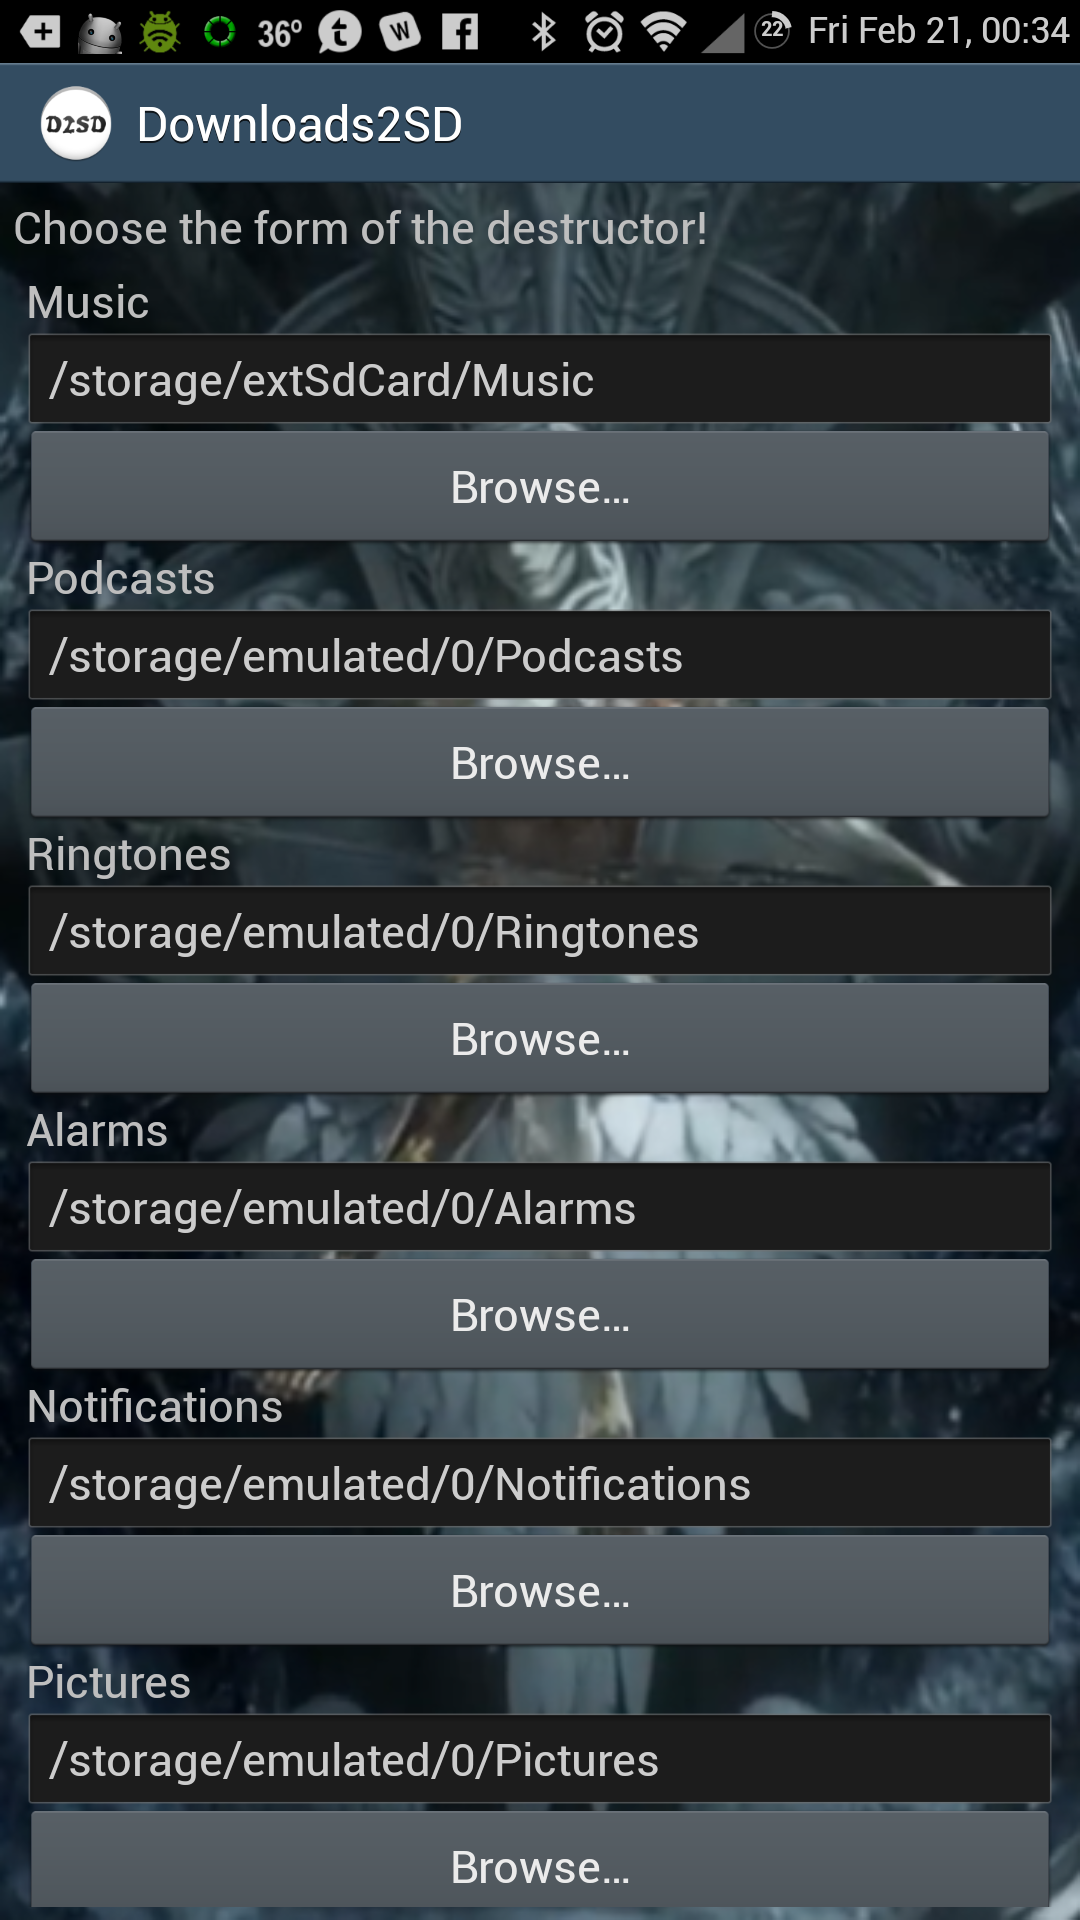 36º W 22 Fri Feb 21, 00:34
D2SD Downloads2SD
Choose the form of the destructor!
Music
/storage/extSdCard/Music
Browse...
Podcasts
/storage/emulated/0/Podcasts
Browse...
Ringtones
/storage/emulated/0/Ringtones
Browse...
Alarms
/storage/emulated/0/Alarms
Browse...
Notifications
/storage/emulated/0/Notifications
Browse...
Pictures
/storage/emulated/0/Pictures
Browse...